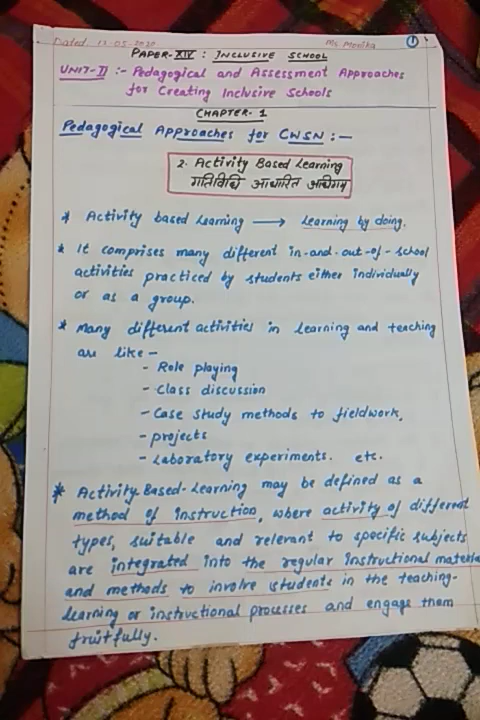 Dated. 13-05-2020 Ms Monika 1
PAPER-XIV : INCLUSIVE SCHOOL
UNIT-II :- Pedagogical and Assessment Approaches
for Creating Inclusive Schools
CHAPTER-1
Pedagogical Approaches for CWSN :-
2. Activity Based Learning
गतिविधि आधारित अधिगम
* Activity based learning → Learning by doing.
* It comprises many different in-and-out-of-school
activities practiced by students either individually
or as a group.
* Many different activities in learning and teaching
are like -
- Role playing
- Class discussion
- Case study methods to fieldwork,
- projects
- Laboratory experiments. etc.
* Activity-Based-Learning may be defined as a
method of instruction, where activity of different
types, suitable and relevant to specific subjects
are integrated into the regular instructional materia
and methods to involve students in the teaching-
learning or instructional processes and engage them
fruitfully.